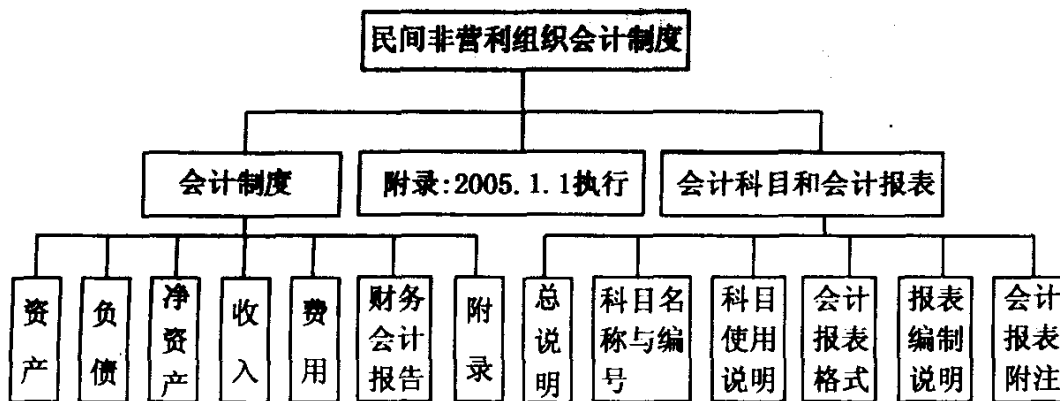 民间非营利组织会计制度
会计制度
附录:2005.1.1执行
会计科目和会计报表
资产
负债
净资产
收入
费用
财务
会计
报告
附录
总说明
科目名
称与编
号
科目
使用
说明
会计
报表
格式
报表
编制
说明
会计
报表
附注